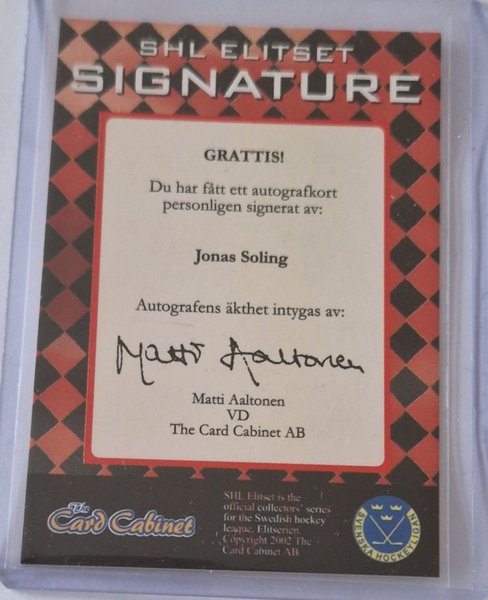 SHL ELITSET
SIGNATURE
GRATTIS!
Du har fått ett autografkort
personligen signerat av:
Jonas Soling
Autografens äkthet intygas av:
Matti Aaltonen
Matti Aaltonen
VD
The Card Cabinet AB
The
Card Cabinet
SHL Elitset is the
official collectors' series
for the Swedish hockey
league, Elitserien.
Copyright 2002 The
Card Cabinet AB.
SVENSKA HOCKEYLIGAN